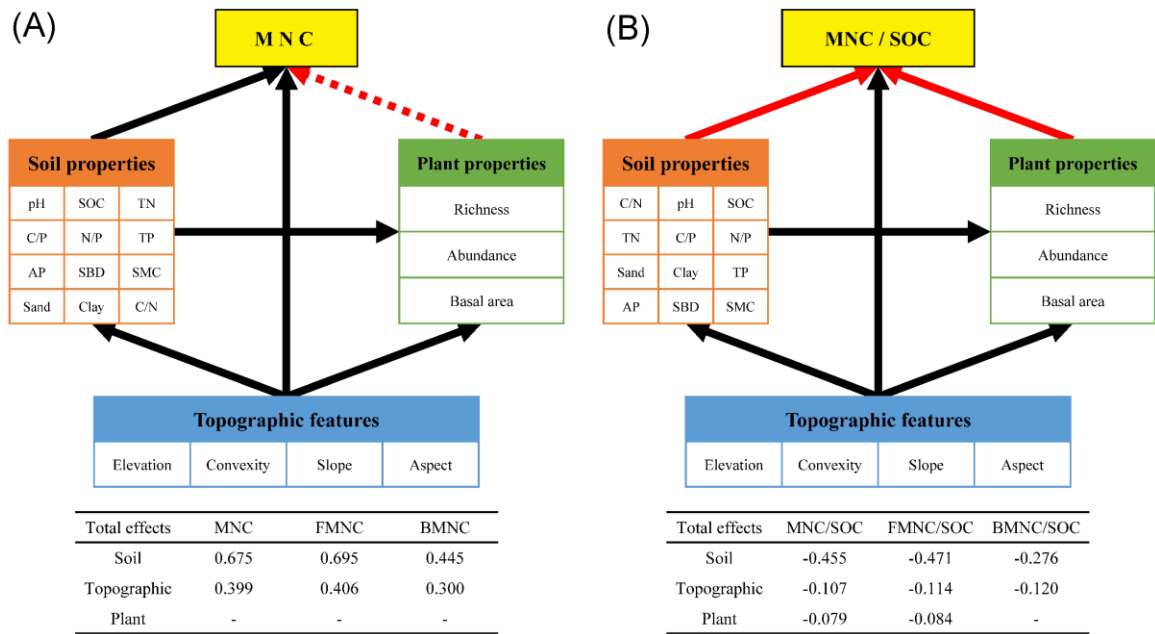 (A)
M N C
Soil properties
pH SOC TN
C/P N/P TP
AP SBD SMC
Sand Clay C/N
Plant properties
Richness
Abundance
Basal area
Topographic features
Elevation Convexity Slope Aspect
Total effects MNC FMNC BMNC
Soil 0.675 0.695 0.445
Topographic 0.399 0.406 0.300
Plant - - -
(B)
MNC / SOC
Soil properties
C/N pH SOC
TN C/P N/P
Sand Clay TP
AP SBD SMC
Plant properties
Richness
Abundance
Basal area
Topographic features
Elevation Convexity Slope Aspect
Total effects MNC/SOC FMNC/SOC BMNC/SOC
Soil -0.455 -0.471 -0.276
Topographic -0.107 -0.114 -0.120
Plant -0.079 -0.084 -